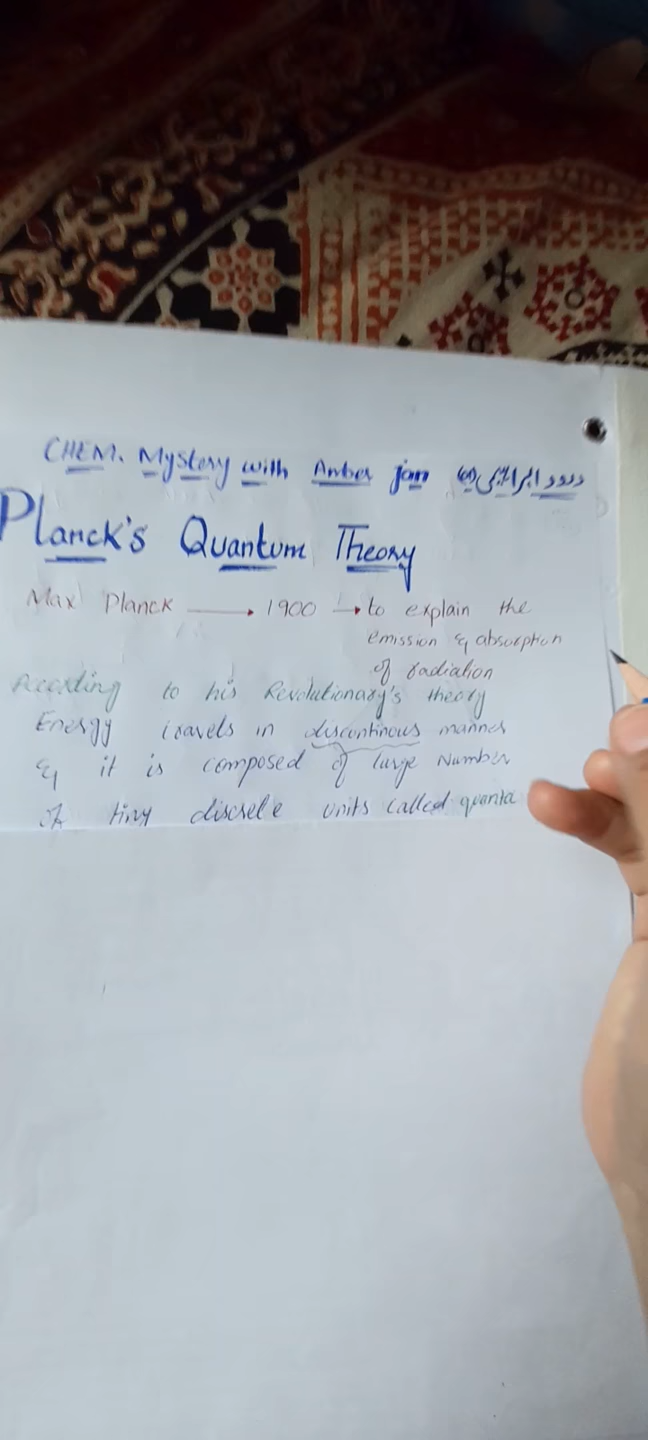 CHEM. Mystery with Amber jan درود ابراہیمی (ص)
Planck's Quantum Theory
Max Planck → 1900 → to explain the
emission & absorption
of radiation
According to his Revolutionary's theory
Energy travels in discontinous manner
& it is composed of large Number
of tiny discrete units called quanta